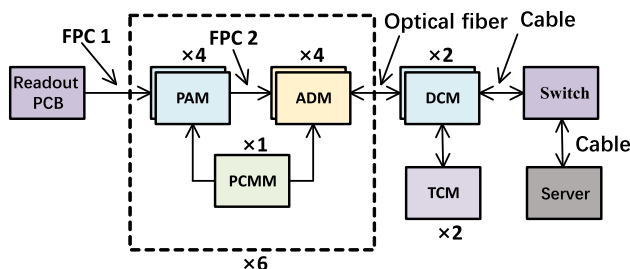 FPC 1
×4
FPC 2
×4
Optical fiber
×2
Cable
Readout
PCB
PAM
ADM
DCM
Switch
×1
PCMM
Cable
TCM
Server
×2
×6